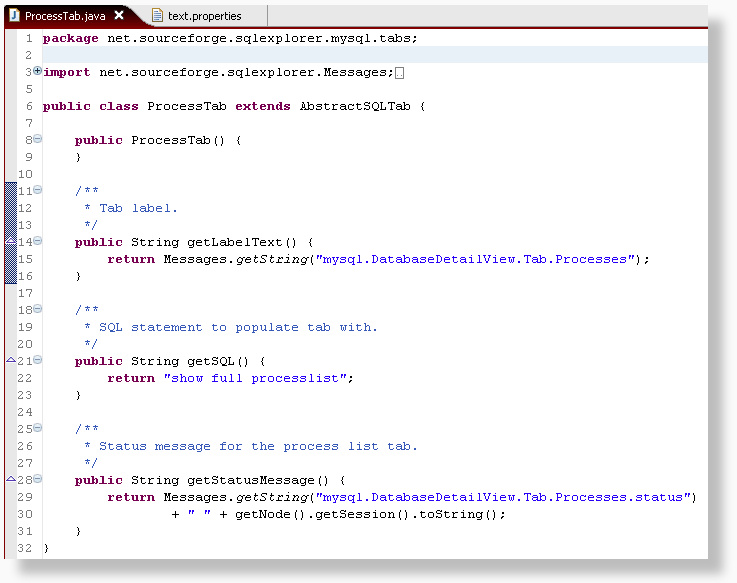 ProcessTab.java text.properties
1 package net.sourceforge.sqlexplorer.mysql.tabs;
2
3 import net.sourceforge.sqlexplorer.Messages;
5
6 public class ProcessTab extends AbstractSQLTab {
7
8     public ProcessTab() {
9     }
10
11     /**
12      * Tab label.
13      */
14     public String getLabelText() {
15         return Messages.getString("mysql.DatabaseDetailView.Tab.Processes");
16     }
17
18     /**
19      * SQL statement to populate tab with.
20      */
21     public String getSQL() {
22         return "show full processlist";
23     }
24
25     /**
26      * Status message for the process list tab.
27      */
28     public String getStatusMessage() {
29         return Messages.getString("mysql.DatabaseDetailView.Tab.Processes.status")
30                 + " " + getNode().getSession().toString();
31     }
32 }